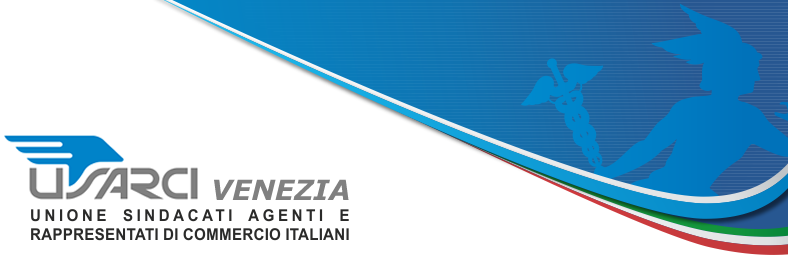 USARCI VENEZIA
UNIONE SINDACATI AGENTI E
RAPPRESENTATI DI COMMERCIO ITALIANI